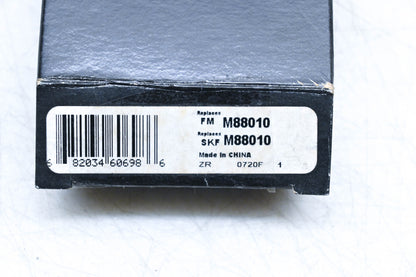 Replaces
FM M88010
Replaces
SKF M88010
Made in CHINA
ZR 0720F 1
6 82034 60698 6